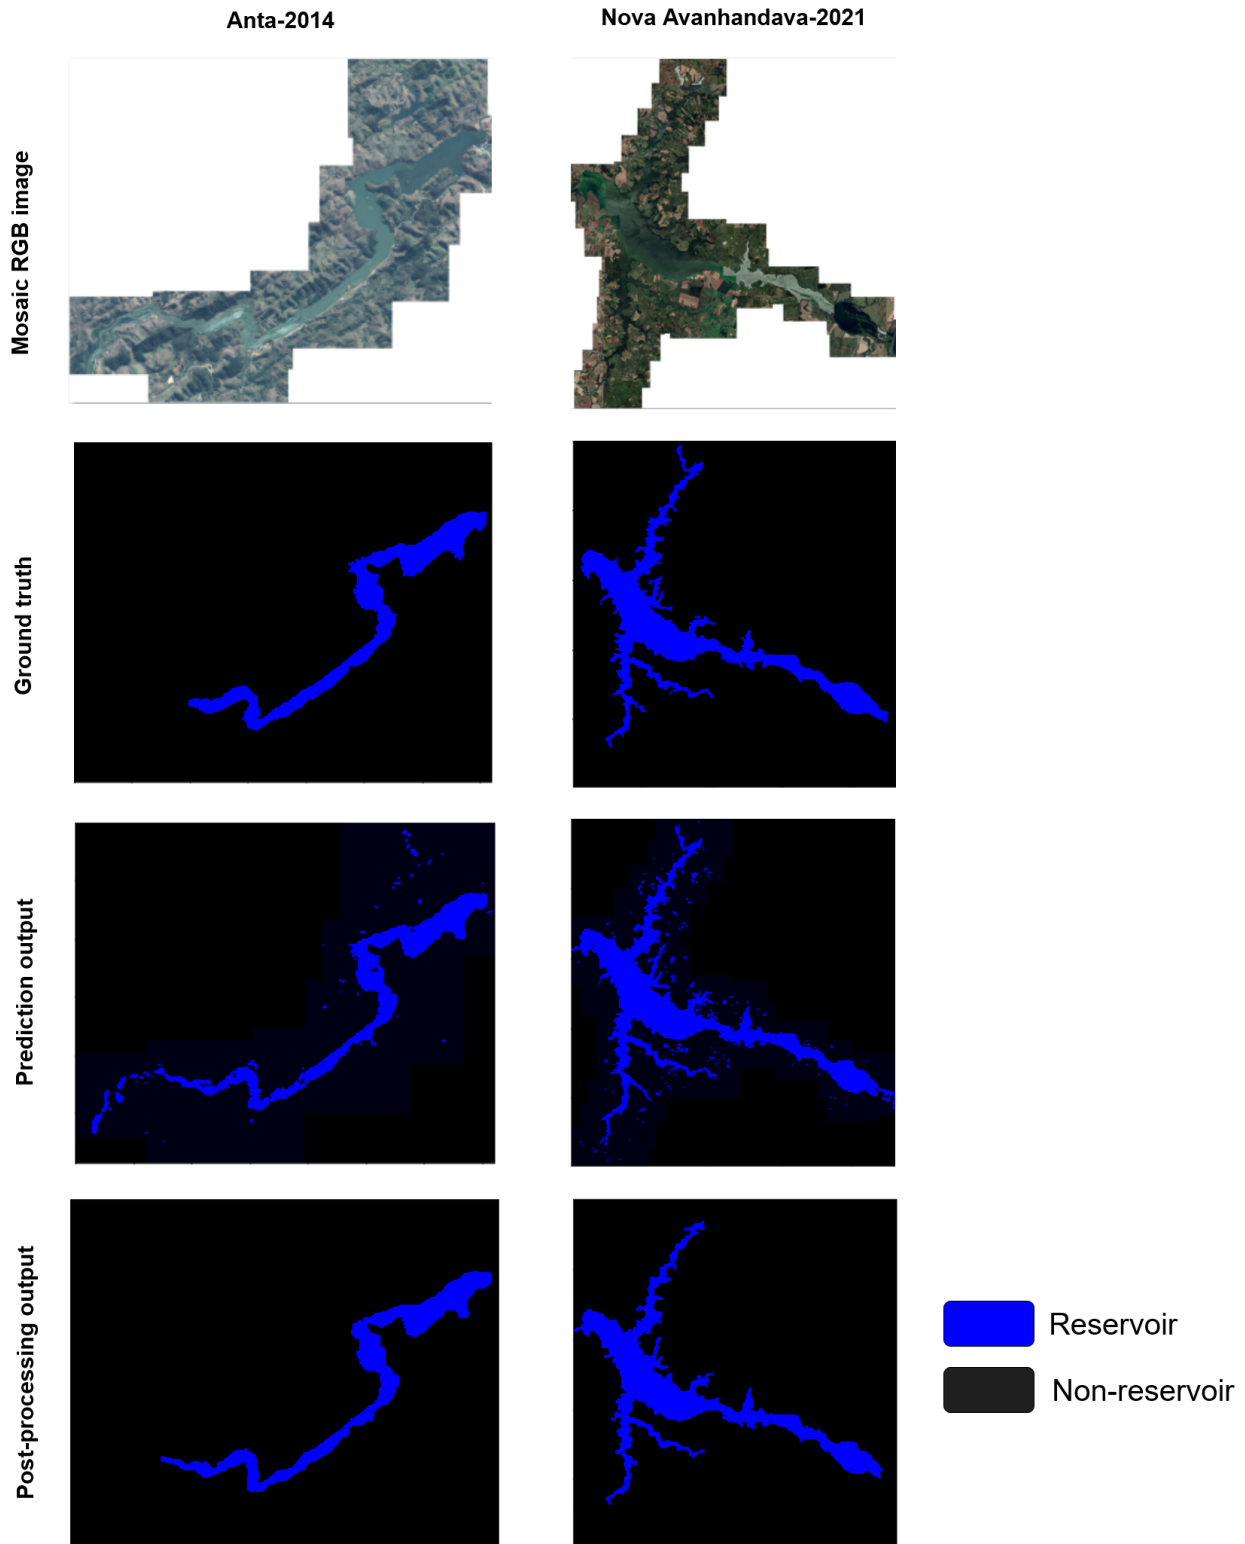 Anta-2014
Nova Avanhandava-2021
Mosaic RGB image
Ground truth
Prediction output
Post-processing output
Reservoir
Non-reservoir